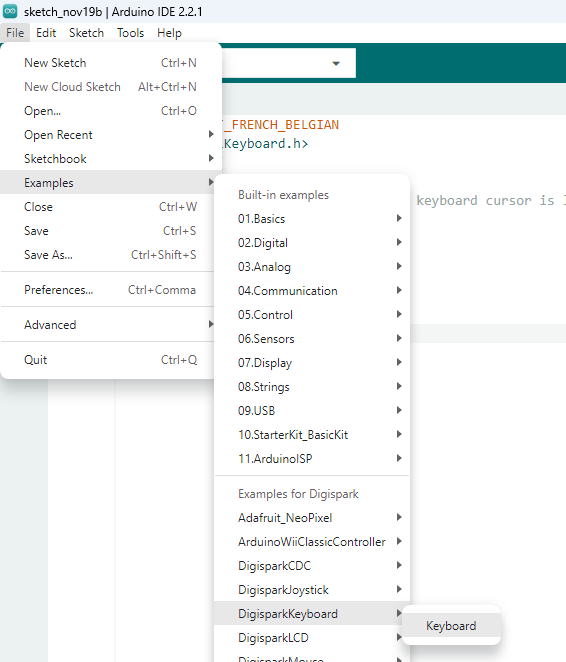 sketch_nov19b | Arduino IDE 2.2.1
File Edit Sketch Tools Help
New Sketch Ctrl+N
New Cloud Sketch Alt+Ctrl+N
Open... Ctrl+O
Open Recent
Sketchbook
Examples
Close Ctrl+W
Save Ctrl+S
Save As... Ctrl+Shift+S
Preferences... Ctrl+Comma
Advanced
Quit Ctrl+Q
_FRENCH_BELGIAN
Keyboard.h>
keyboard cursor is
Built-in examples
01.Basics
02.Digital
03.Analog
04.Communication
05.Control
06.Sensors
07.Display
08.Strings
09.USB
10.StarterKit_BasicKit
11.ArduinoISP
Examples for Digispark
Adafruit_NeoPixel
ArduinoWiiClassicController
DigisparkCDC
DigisparkJoystick
DigisparkKeyboard
Keyboard
DigisparkLCD
DigisparkMouse